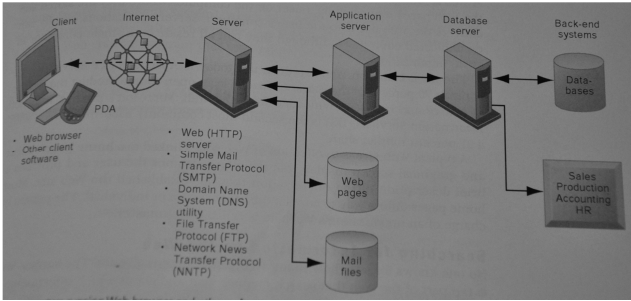 Client
Internet
Server
Application
server
Database
server
Back-end
systems
PDA
Data-
bases
- Web browser
- Other client
software
• Web (HTTP)
server
• Simple Mail
Transfer Protocol
(SMTP)
• Domain Name
System (DNS)
utility
• File Transfer
Protocol (FTP)
• Network News
Transfer Protocol
(NNTP)
Web
pages
Mail
files
Sales
Production
Accounting
HR
Web browser